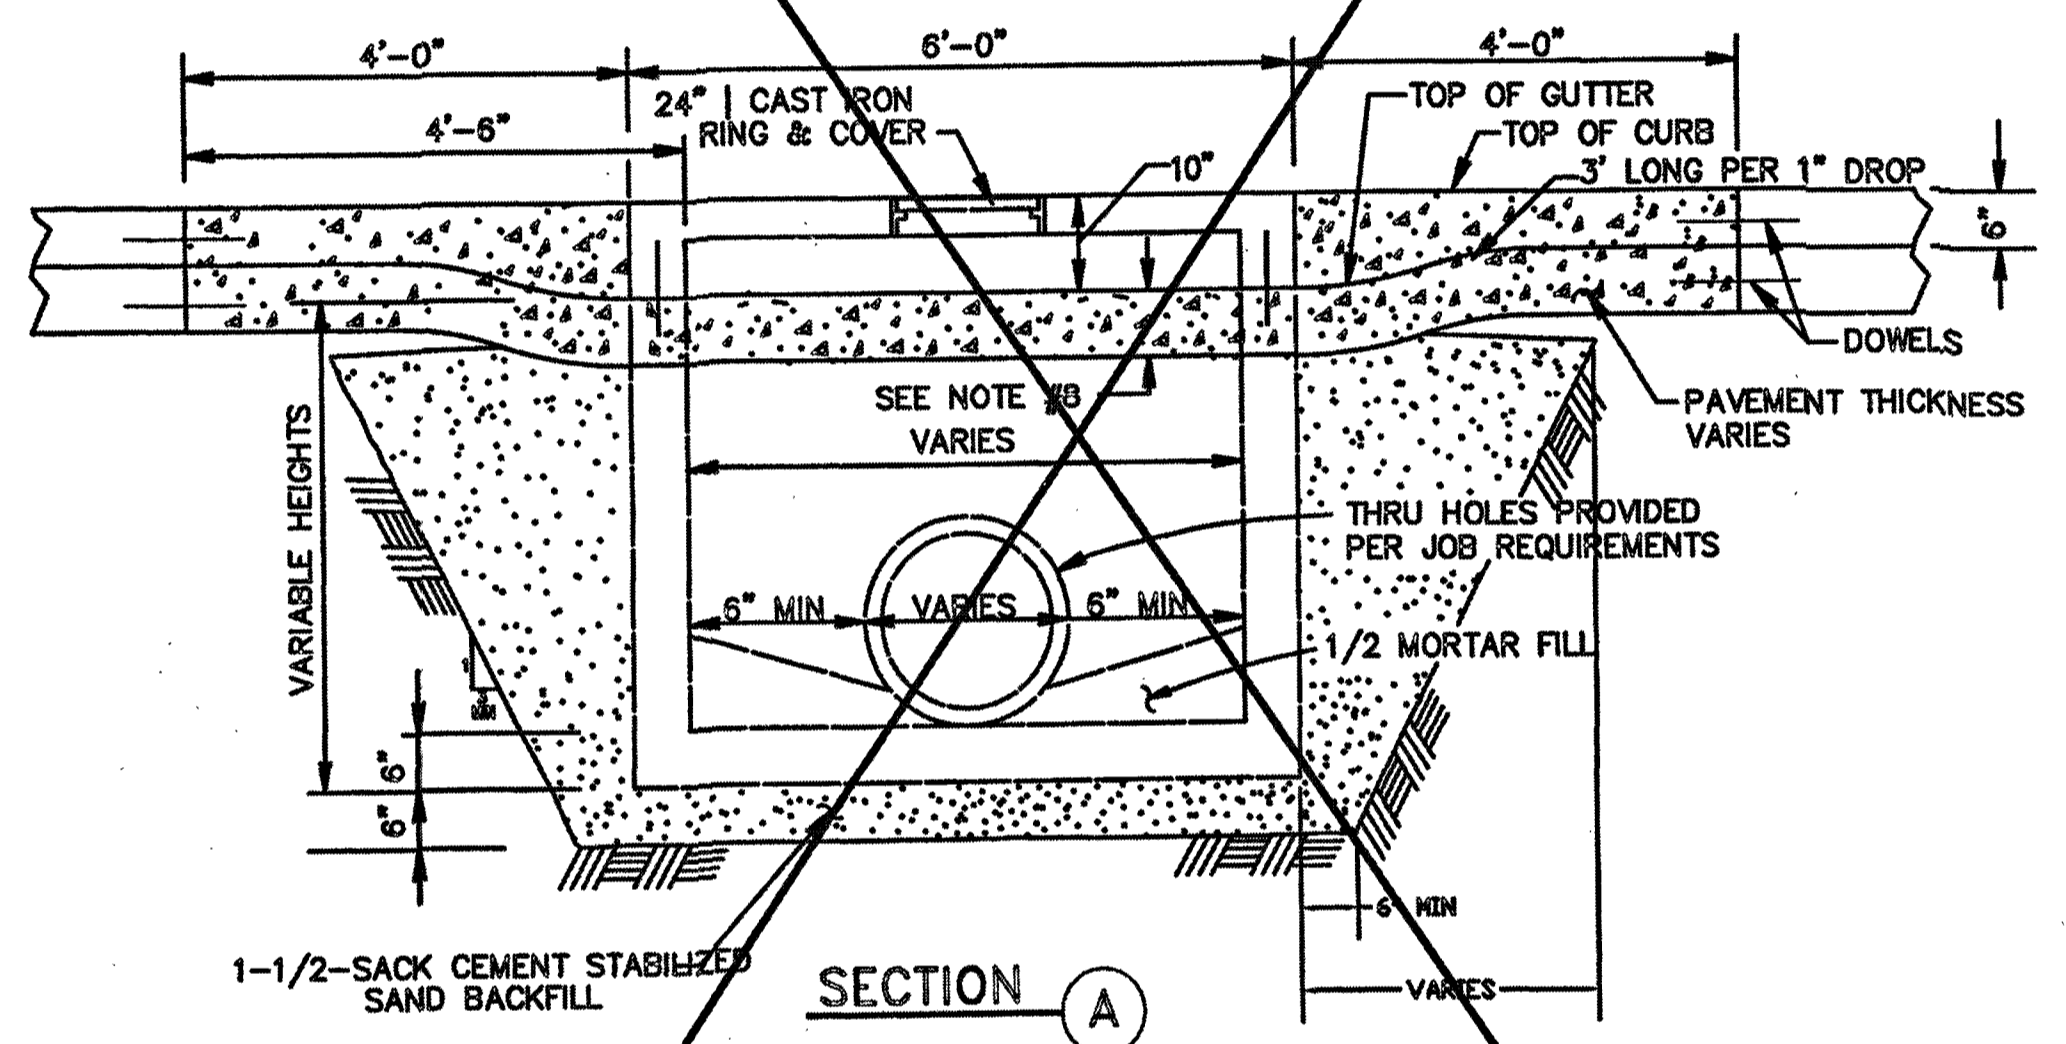 4'-0"
6'-0"
4'-0"
24" | CAST IRON
RING & COVER
TOP OF GUTTER
4'-6"
TOP OF CURB
10"
3' LONG PER 1" DROP
6"
DOWELS
SEE NOTE #8
PAVEMENT THICKNESS
VARIES
VARIES
VARIABLE HEIGHTS
THRU HOLES PROVIDED
PER JOB REQUIREMENTS
6" MIN
VARIES
6" MIN
1/2 MORTAR FILL
1
MIN
6"
6"
6" MIN
1-1/2-SACK CEMENT STABILIZED
SAND BACKFILL
SECTION A
VARIES